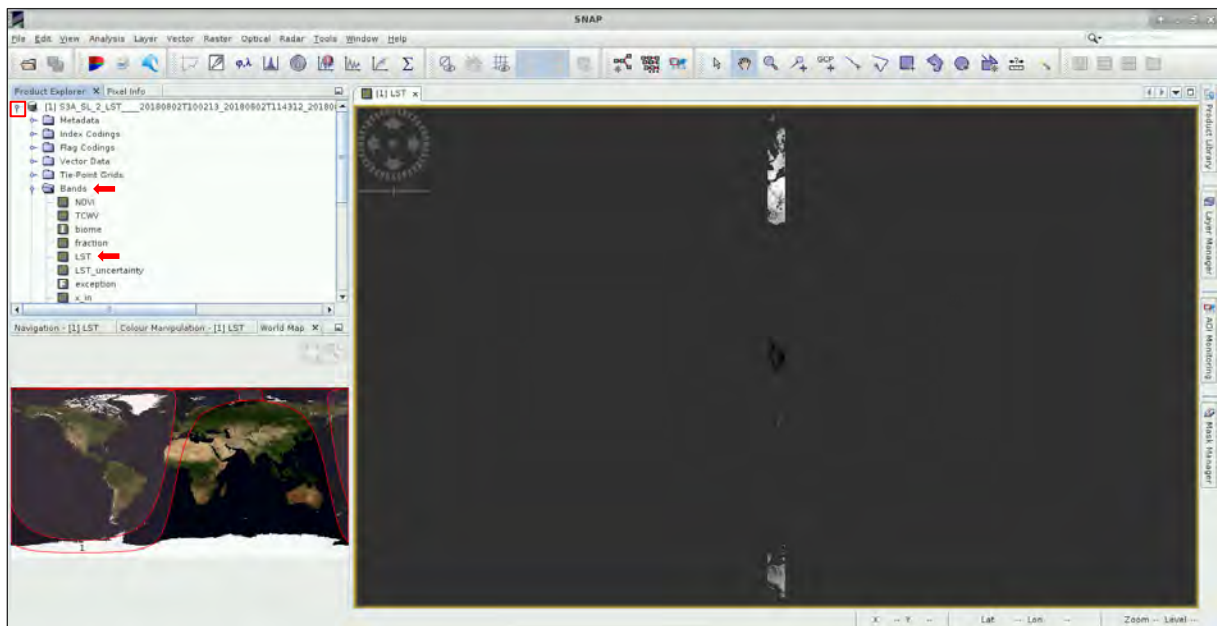 SNAP
File Edit View Analysis Layer Vector Raster Optical Radar Tools Window Help
Product Explorer X Pixel Info
[1] LST x
[1] S3A_SL_2_LST____20180802T100213_20180802T114312_20180
Metadata
Index Codings
Flag Codings
Vector Data
Tie-Point Grids
Bands
NDVI
TCWV
biome
fraction
LST
LST_uncertainty
exception
x_in
Navigation - [1] LST Colour Manipulation - [1] LST World Map X
1
Product Library
Layer Manager
AOI Monitoring
Mask Manager
X -- Y -- Lat -- Lon -- Zoom -- Level --